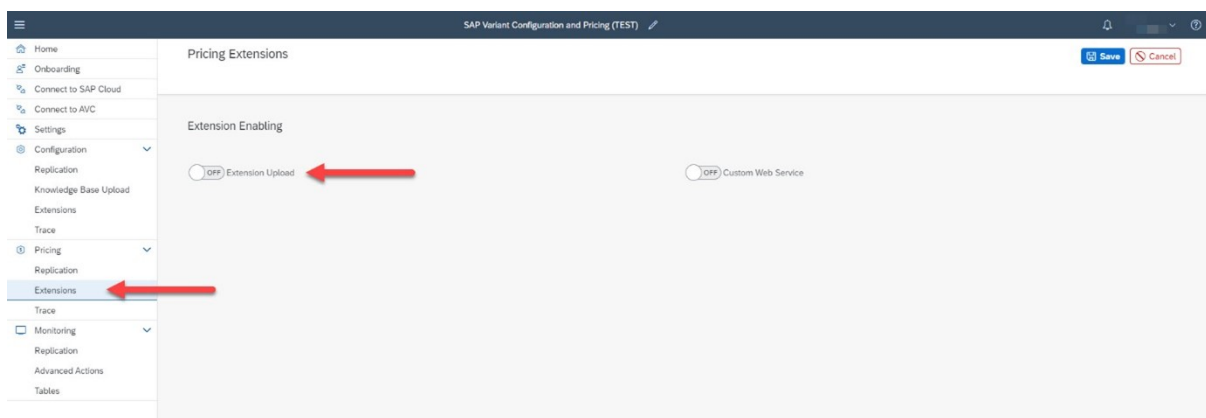 SAP Variant Configuration and Pricing (TEST)
Home
Onboarding
Connect to SAP Cloud
Connect to AVC
Settings
Configuration
Replication
Knowledge Base Upload
Extensions
Trace
Pricing
Replication
Extensions
Trace
Monitoring
Replication
Advanced Actions
Tables
Pricing Extensions
Save Cancel
Extension Enabling
OFF Extension Upload
OFF Custom Web Service